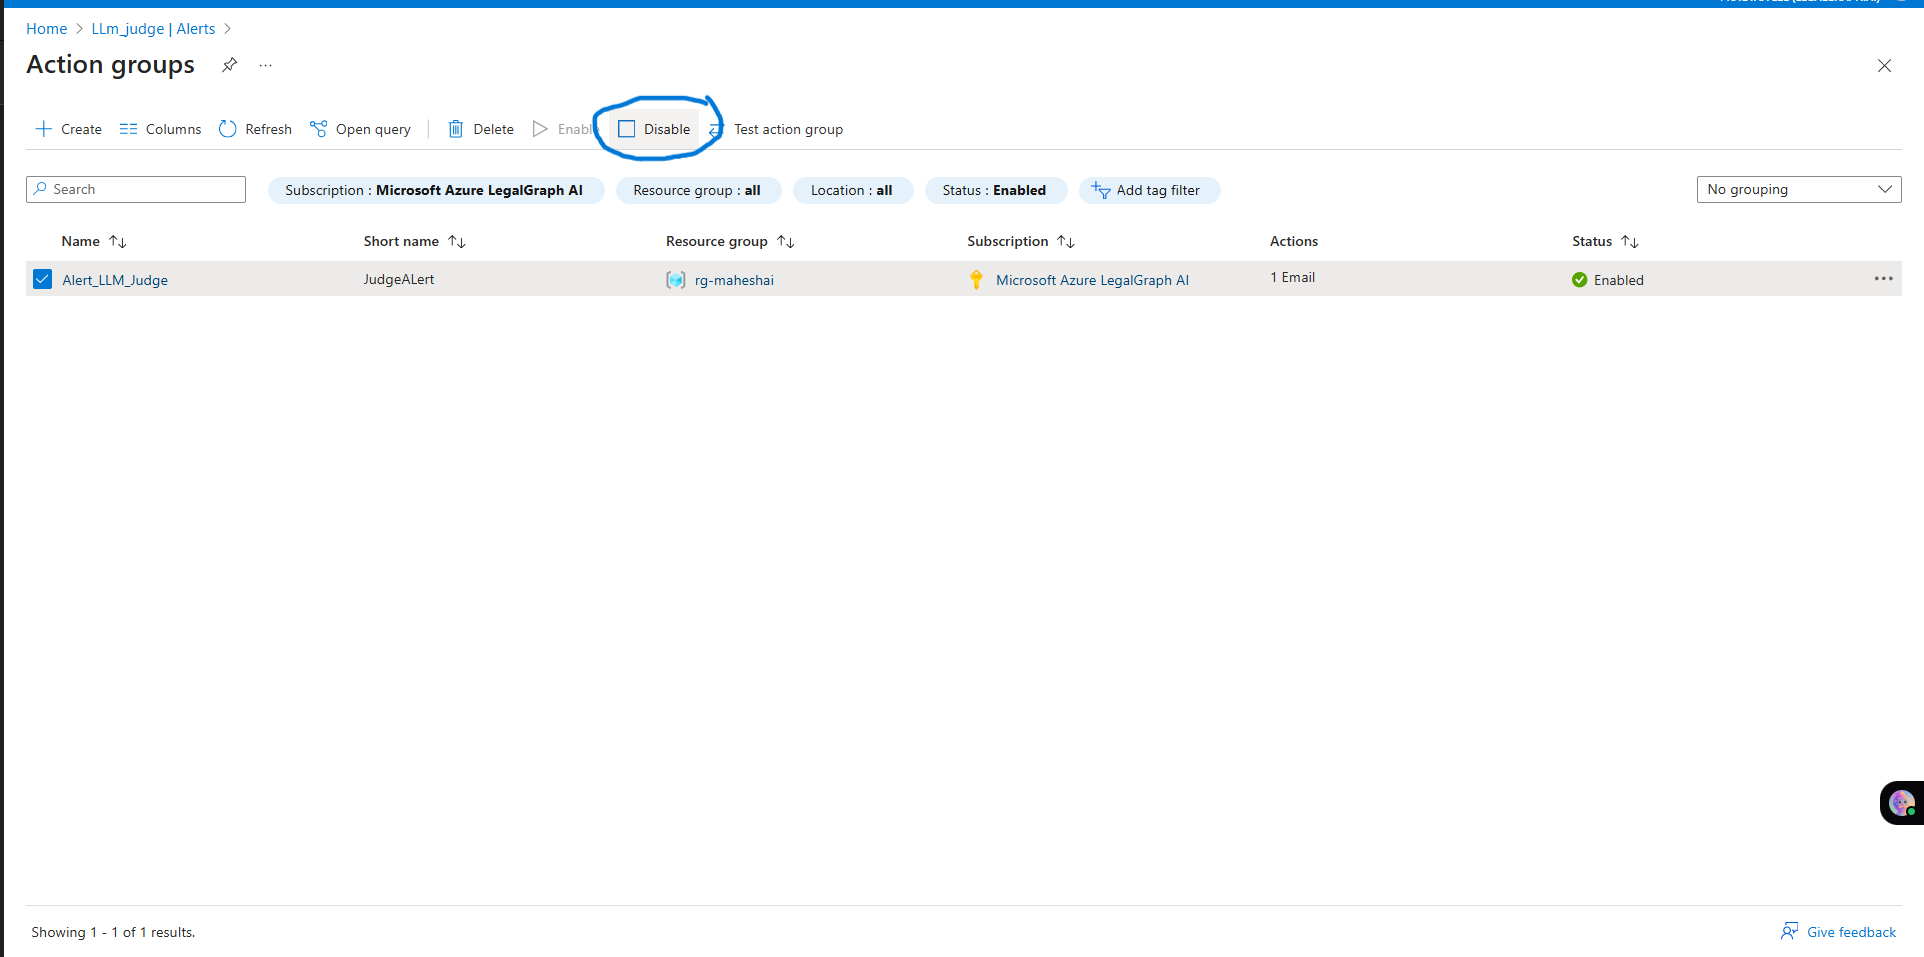 Home > LLm_judge | Alerts >
Action groups
Create Columns Refresh Open query Delete Enable Disable Test action group
Search Subscription : Microsoft Azure LegalGraph AI Resource group : all Location : all Status : Enabled Add tag filter No grouping
Name Short name Resource group Subscription Actions Status
Alert_LLM_Judge JudgeALert rg-maheshai Microsoft Azure LegalGraph AI 1 Email Enabled
Showing 1 - 1 of 1 results. Give feedback